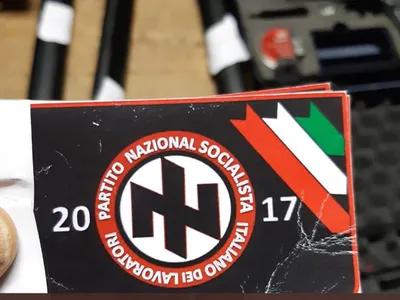 PARTITO NAZIONAL SOCIALISTA
ITALIANO DEI LAVORATORI
20 17